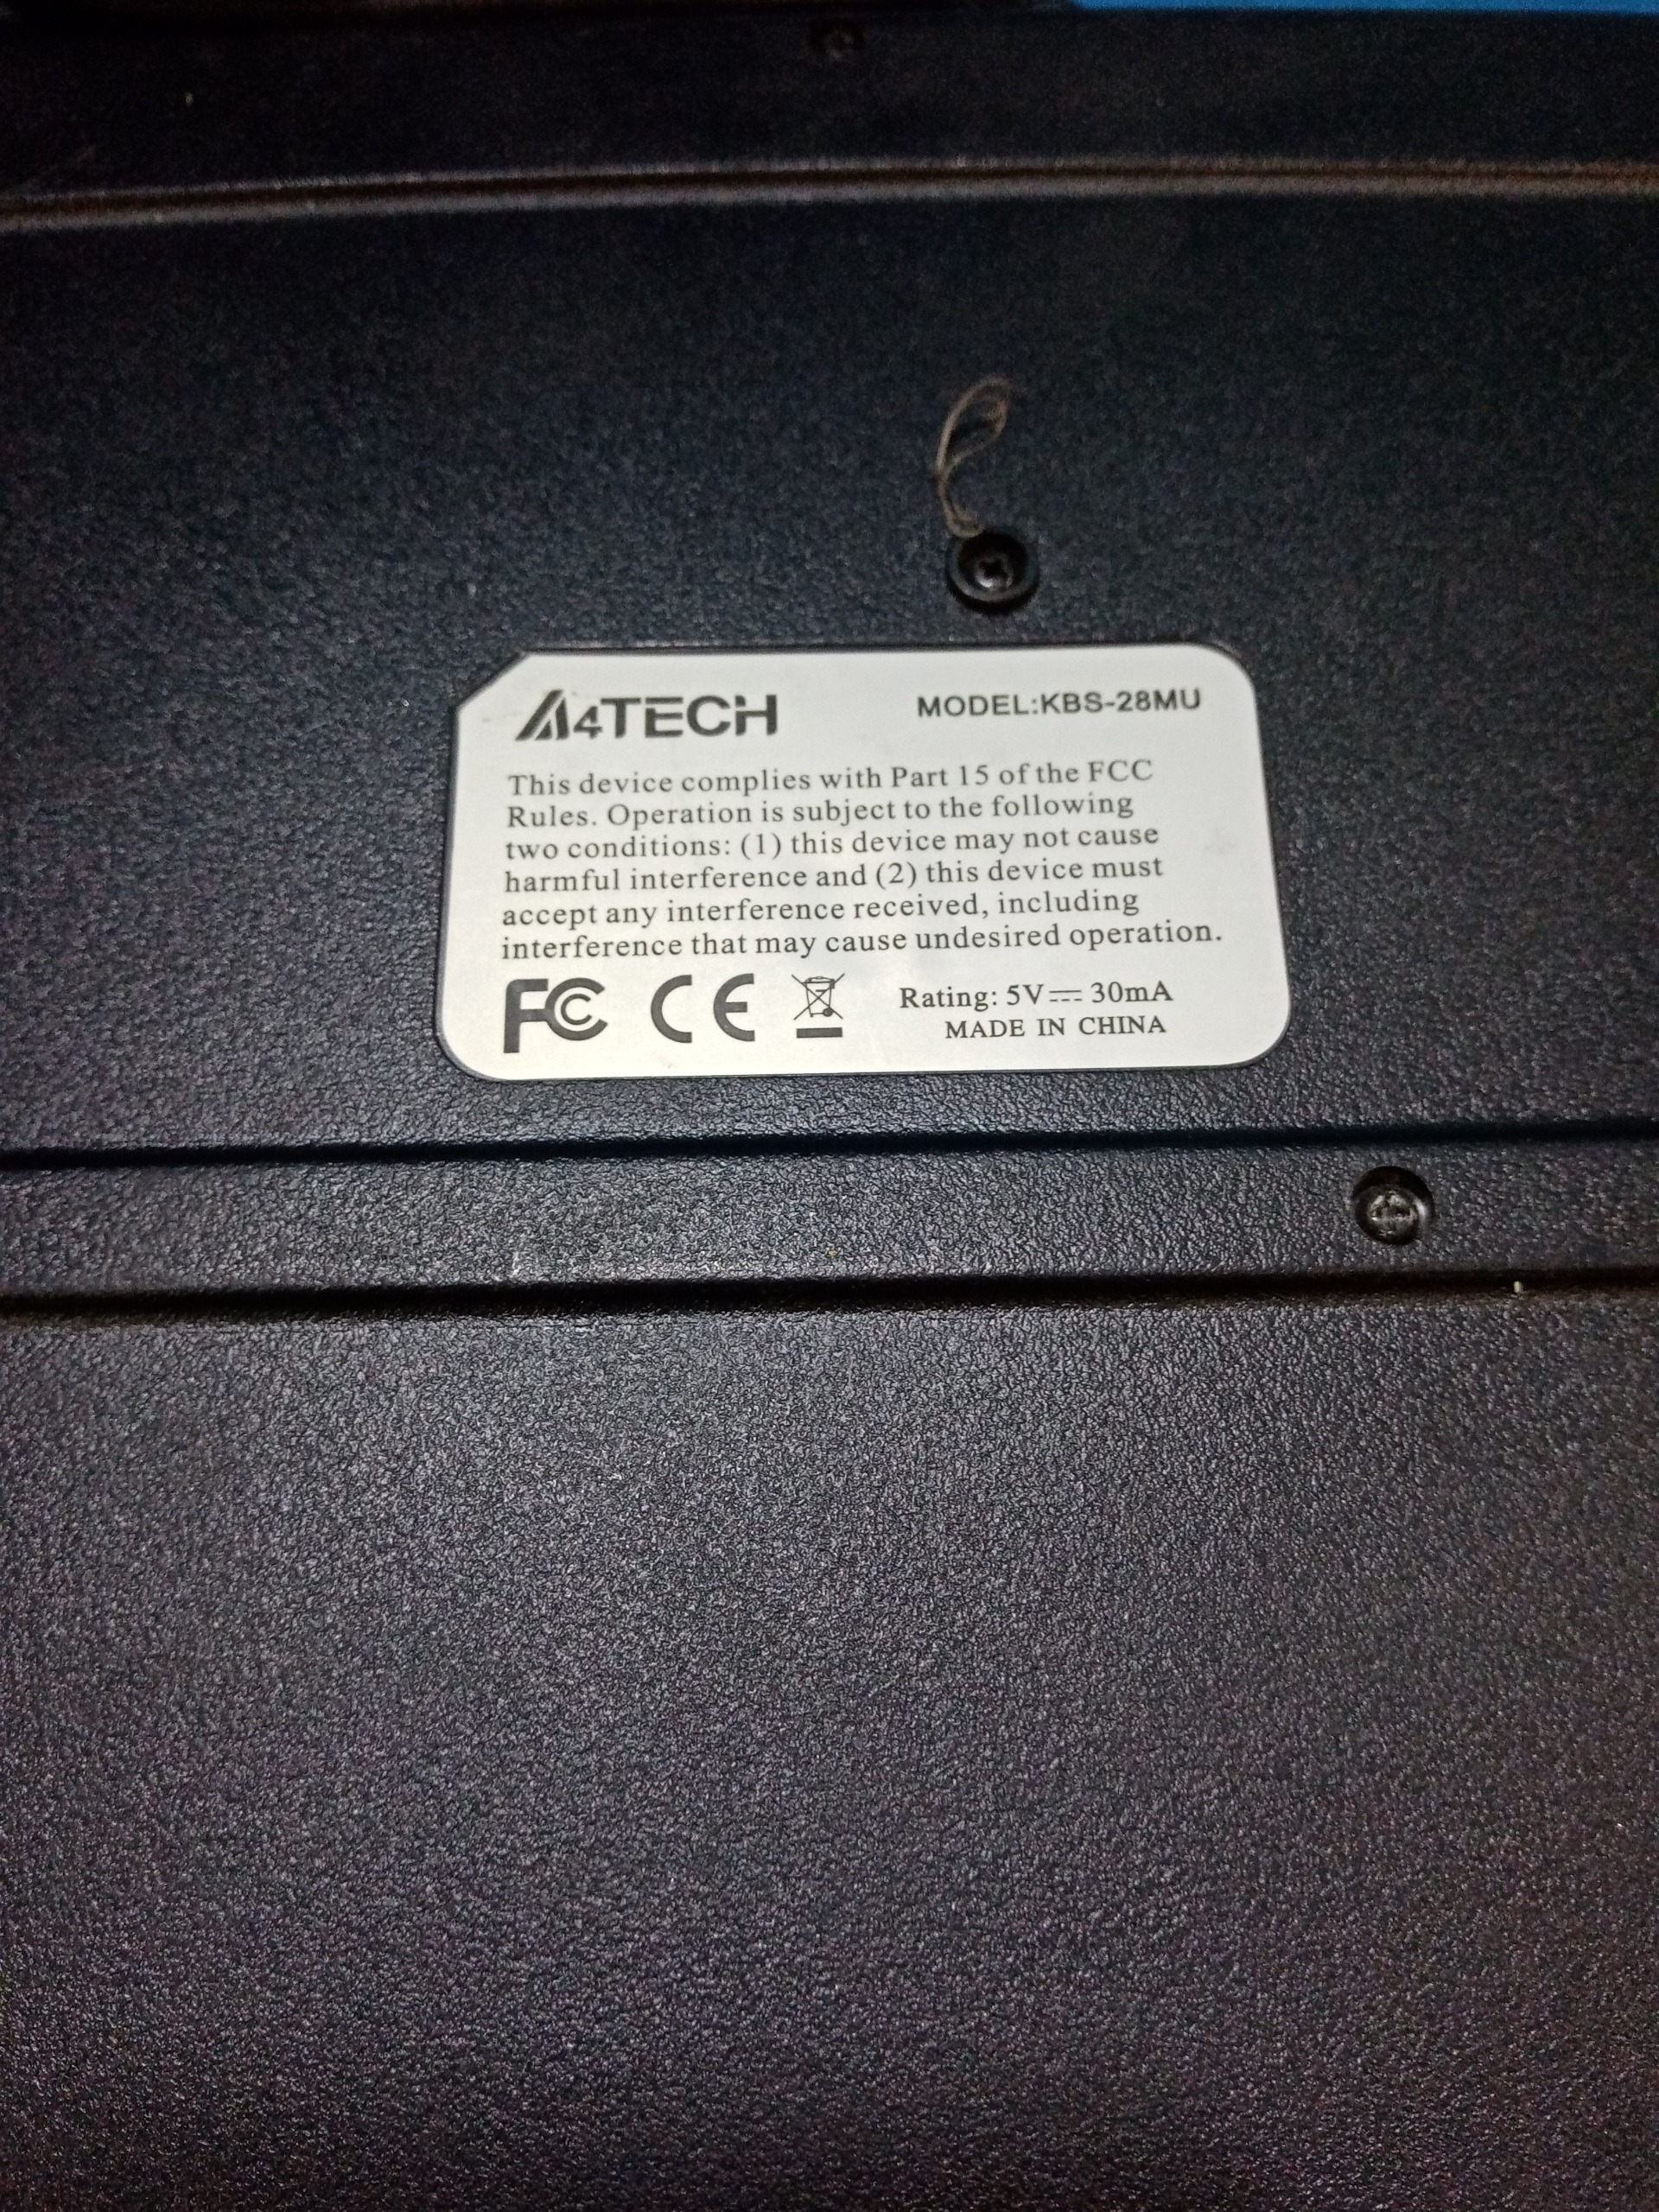 A4TECH MODEL:KBS-28MU
This device complies with Part 15 of the FCC
Rules. Operation is subject to the following
two conditions: (1) this device may not cause
harmful interference and (2) this device must
accept any interference received, including
interference that may cause undesired operation.
FC CE Rating: 5V⎓ 30mA
MADE IN CHINA